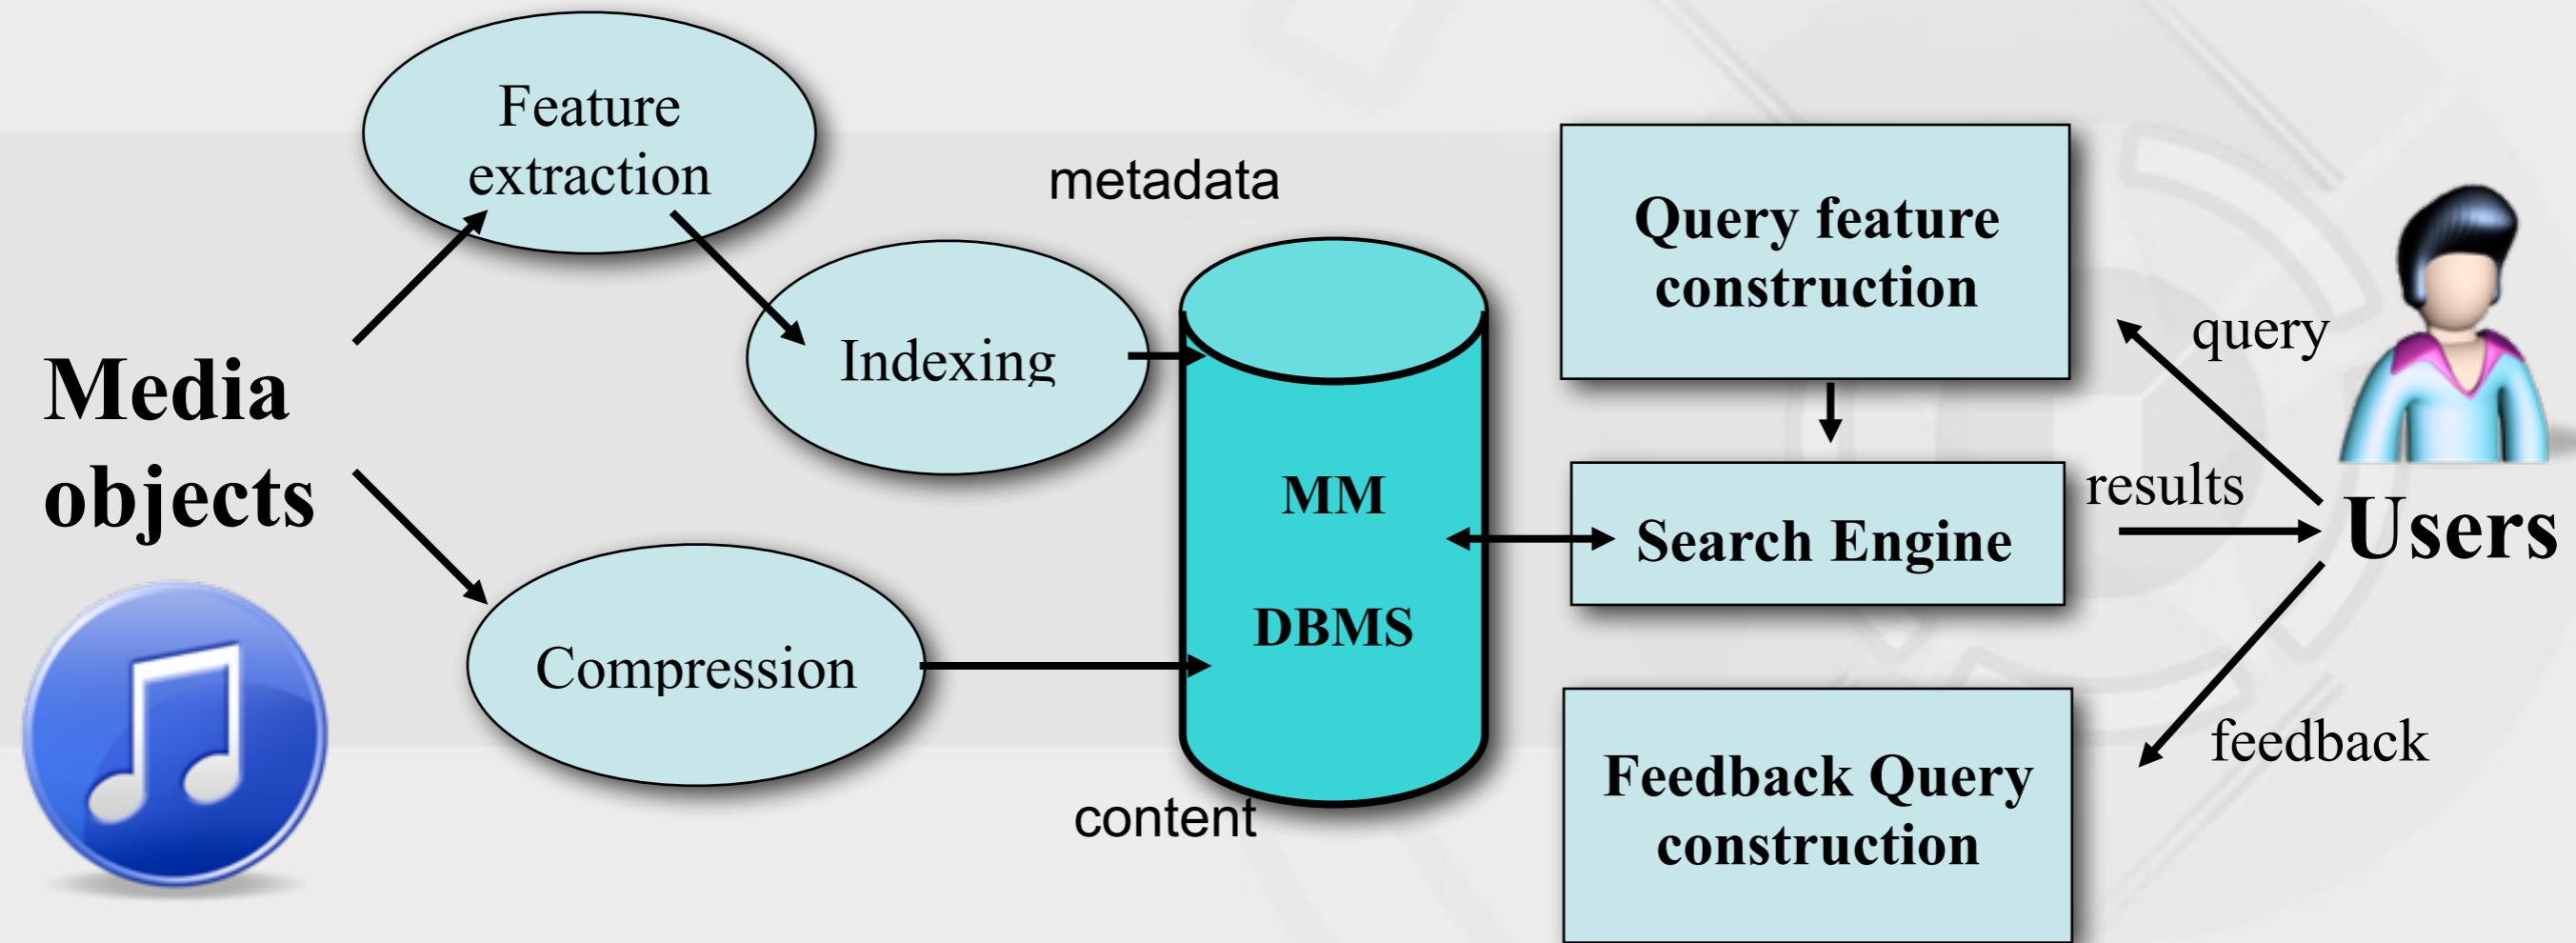 Feature
extraction
metadata
Indexing
Media
objects
Compression
content
MM
DBMS
Query feature
construction
query
Search Engine
results
Users
feedback
Feedback Query
construction